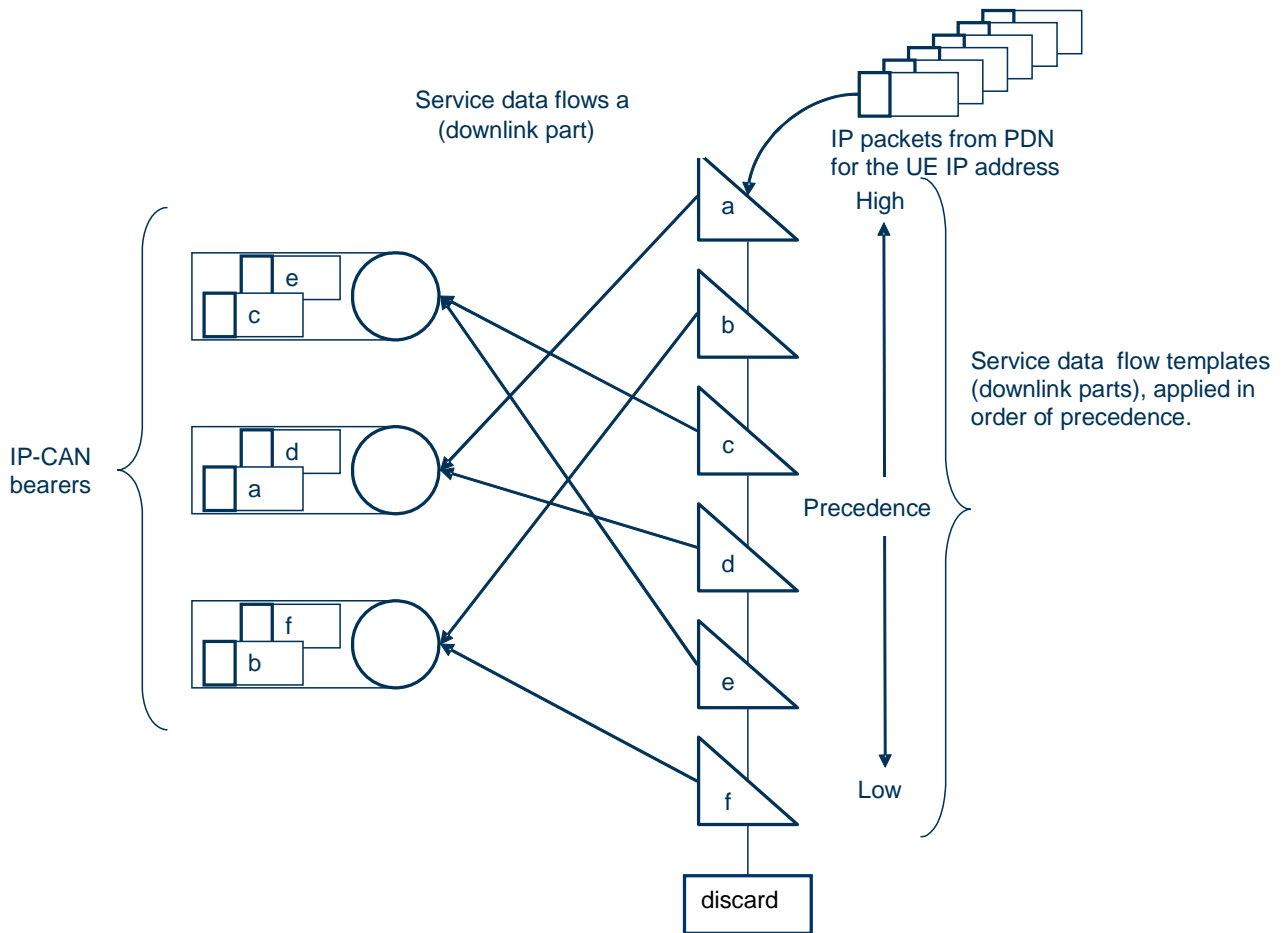 Service data flows a
(downlink part)
IP packets from PDN
for the UE IP address
High
a
b
c
d
e
f
Precedence
Low
Service data  flow templates
(downlink parts), applied in
order of precedence.
IP-CAN
bearers
e
c
d
a
f
b
discard